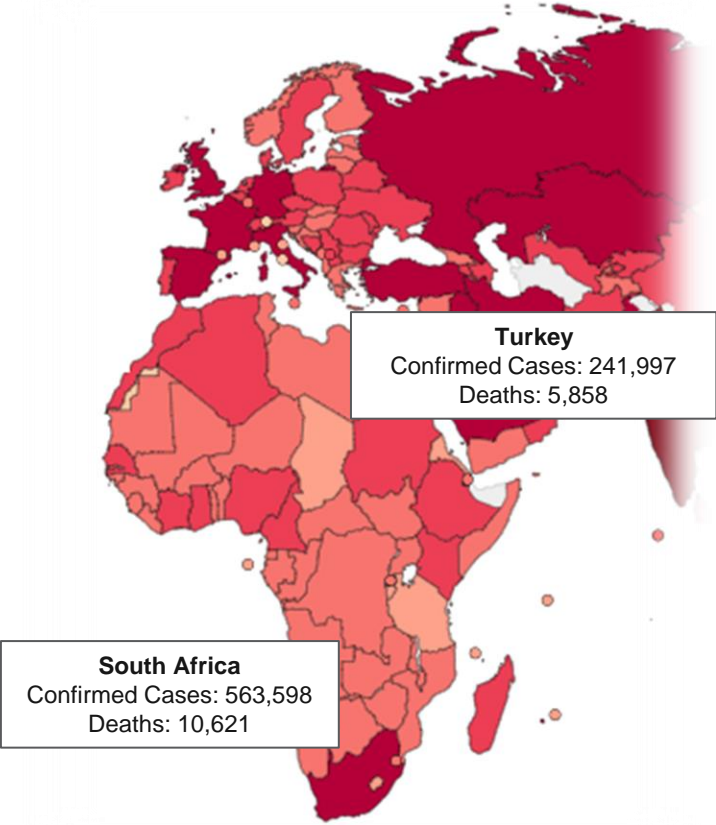 Turkey
Confirmed Cases: 241,997
Deaths: 5,858
South Africa
Confirmed Cases: 563,598
Deaths: 10,621